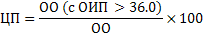 ЦП = ОО (с ОИП > 36.0) / ОО × 100